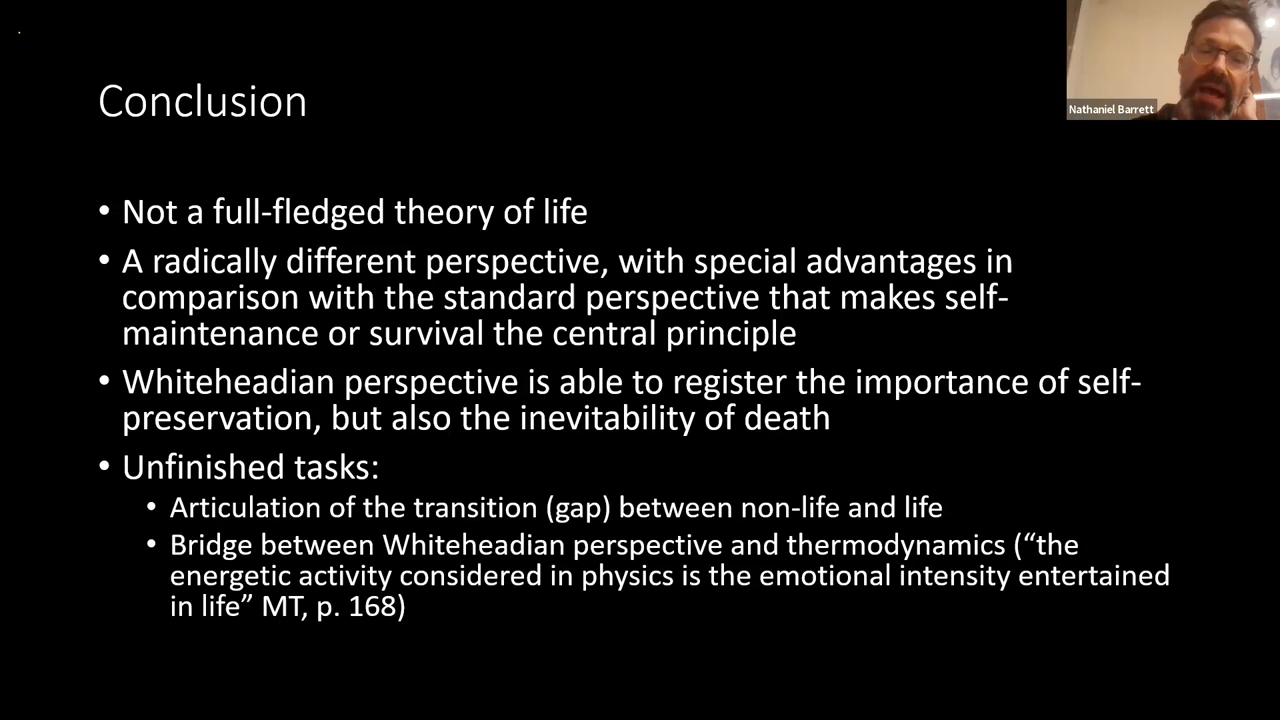 Conclusion
Nathaniel Barrett
• Not a full-fledged theory of life
• A radically different perspective, with special advantages in
comparison with the standard perspective that makes self-
maintenance or survival the central principle
• Whiteheadian perspective is able to register the importance of self-
preservation, but also the inevitability of death
• Unfinished tasks:
• Articulation of the transition (gap) between non-life and life
• Bridge between Whiteheadian perspective and thermodynamics (“the
energetic activity considered in physics is the emotional intensity entertained
in life” MT, p. 168)